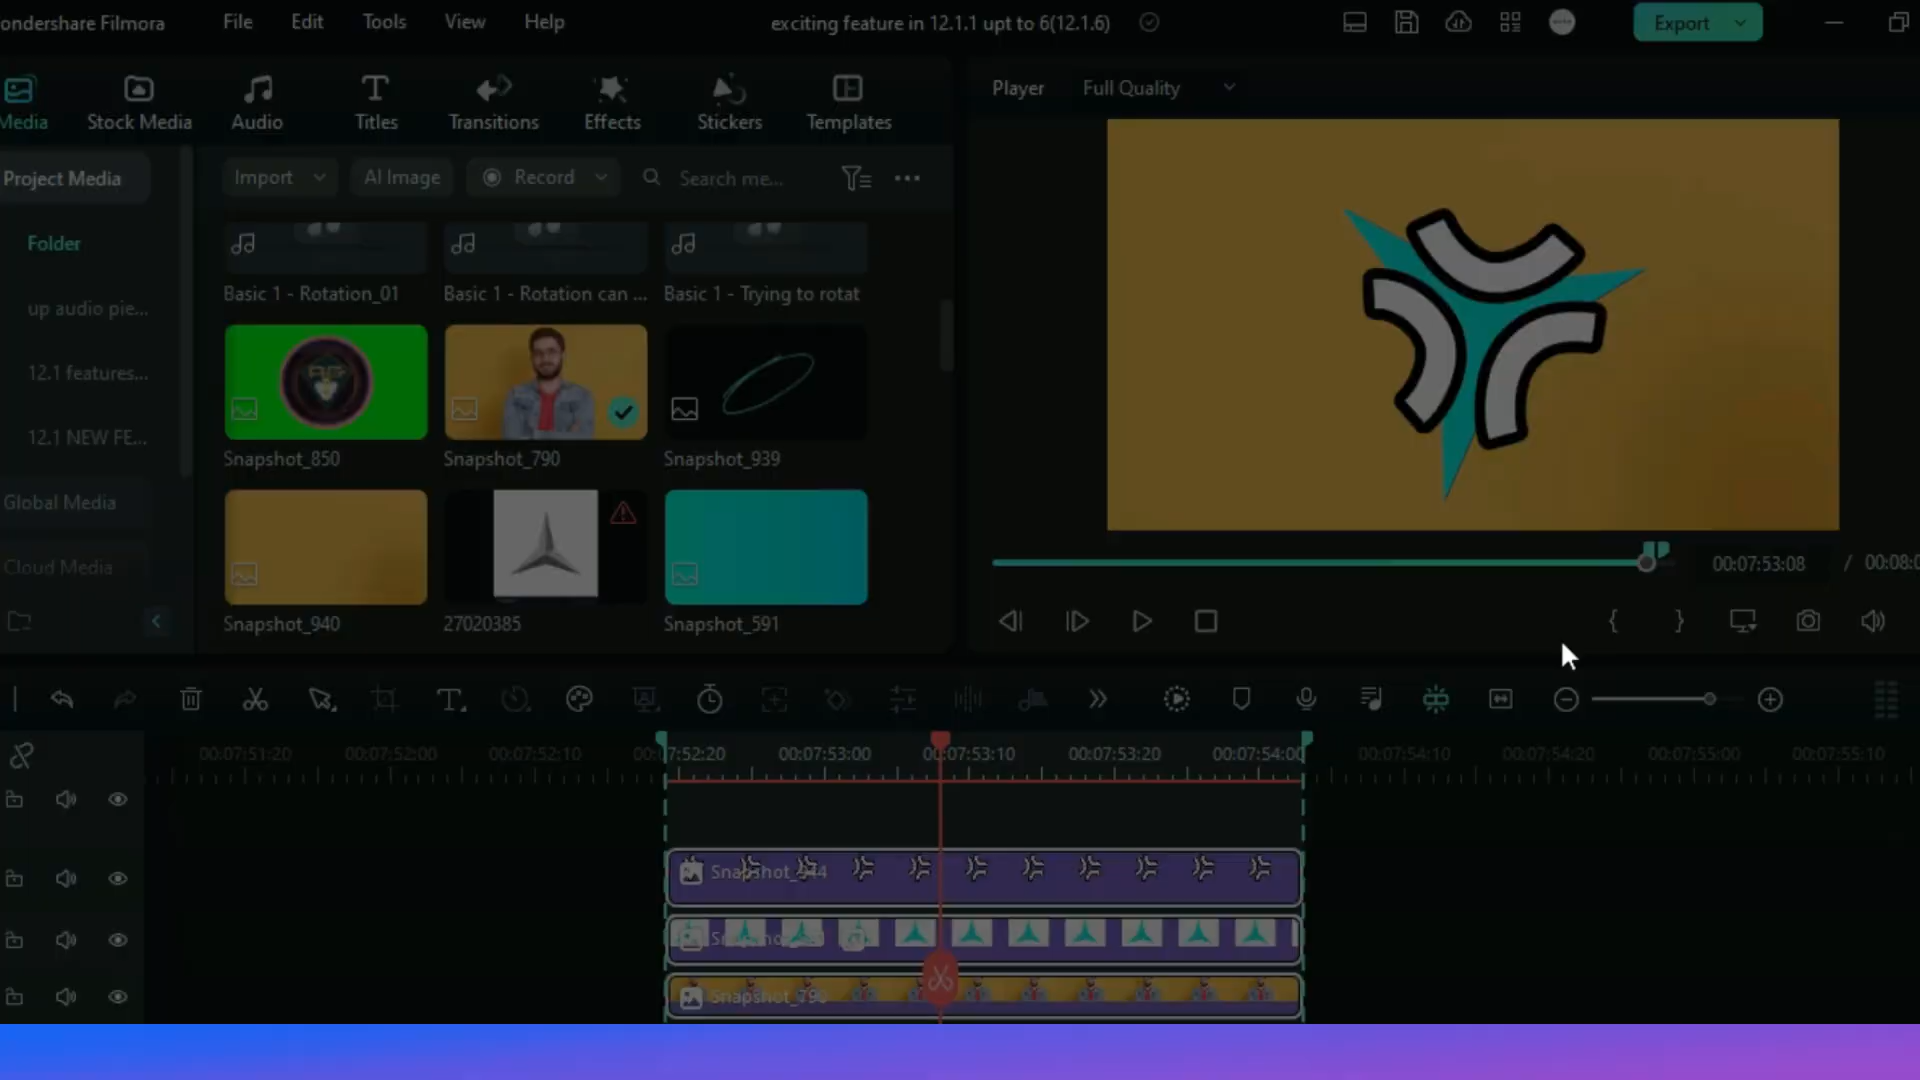 ondershare Filmora File Edit Tools View Help exciting feature in 12.1.1 upt to 6(12.1.6) Export
Media Stock Media Audio Titles Transitions Effects Stickers Templates
Player Full Quality
Project Media Import AI Image Record Search me...
Folder
up audio pie...
12.1 features...
12.1 NEW FE...
Global Media
Cloud Media
Basic 1 - Rotation_01 Basic 1 - Rotation can ... Basic 1 - Trying to rotat
Snapshot_850 Snapshot_790 Snapshot_939
Snapshot_940 27020385 Snapshot_591
00:07:53:08 / 00:08:0
00:07:51:20 00:07:52:00 00:07:52:10 00:07:52:20 00:07:53:00 00:07:53:10 00:07:53:20 00:07:54:00 00:07:54:10 00:07:54:20 00:07:55:00 00:07:55:10
Snapshot_944
Snapshot_790